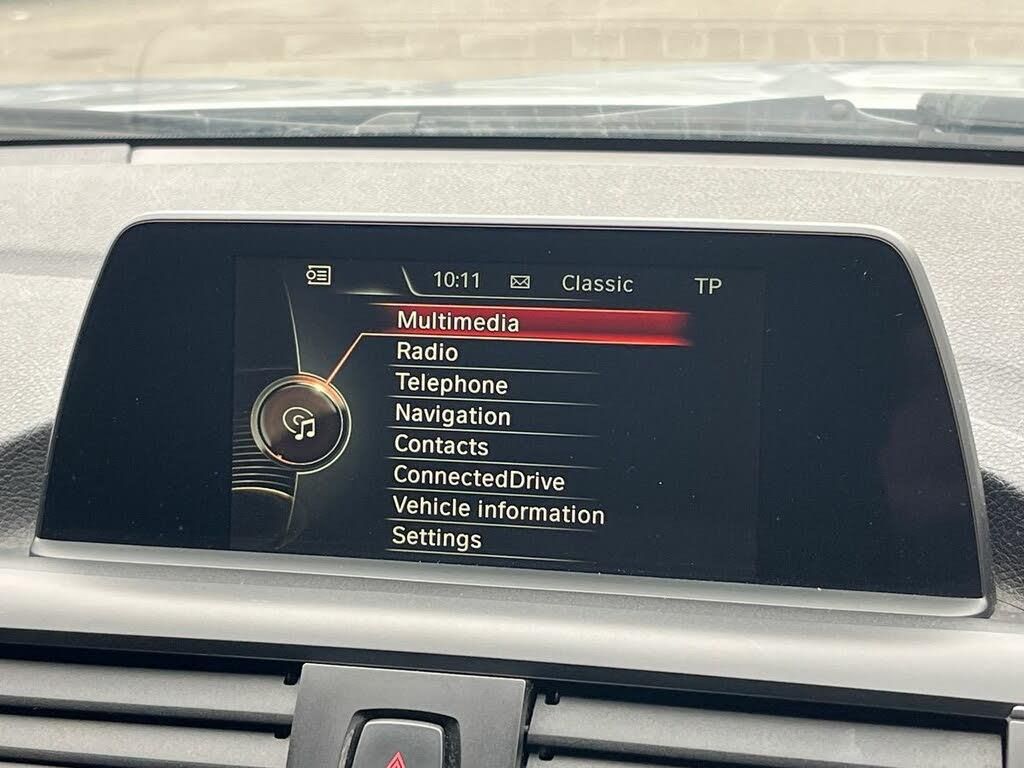 10:11 Classic TP
Multimedia
Radio
Telephone
Navigation
Contacts
ConnectedDrive
Vehicle information
Settings